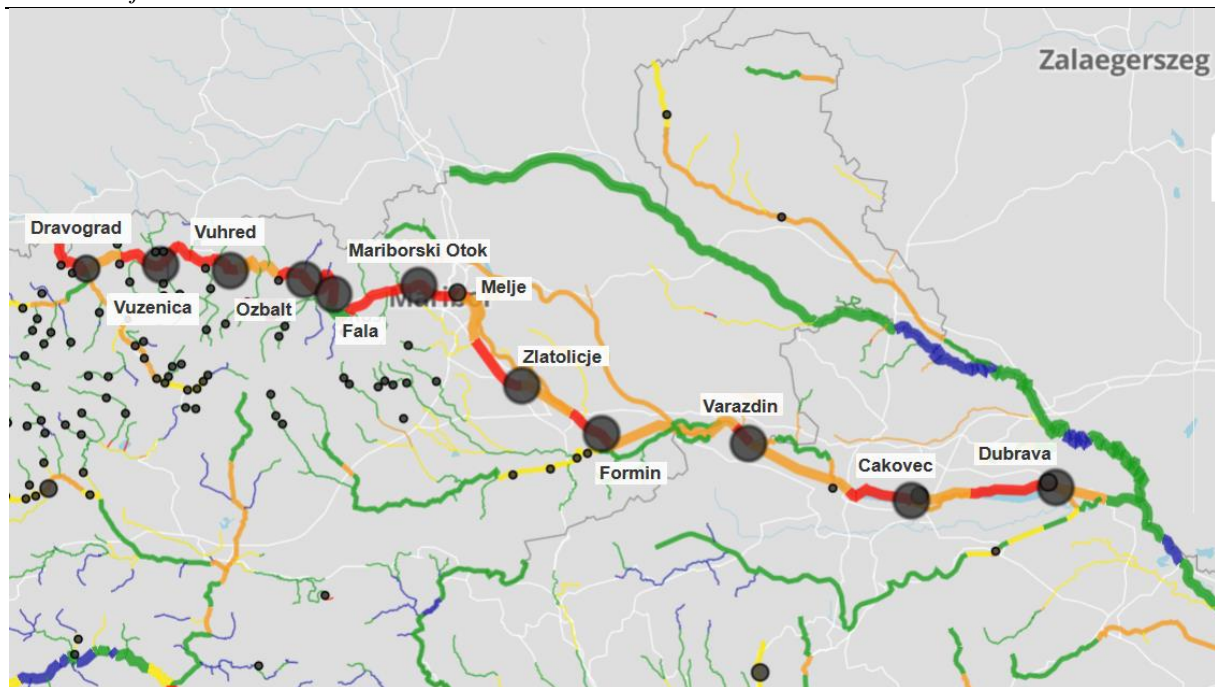 Zalaegerszeg
Dravograd
Vuhred
Mariborski Otok
Vuzenica
Ozbalt
Fala
Melje
Zlatolicje
Varazdin
Formin
Cakovec
Dubrava